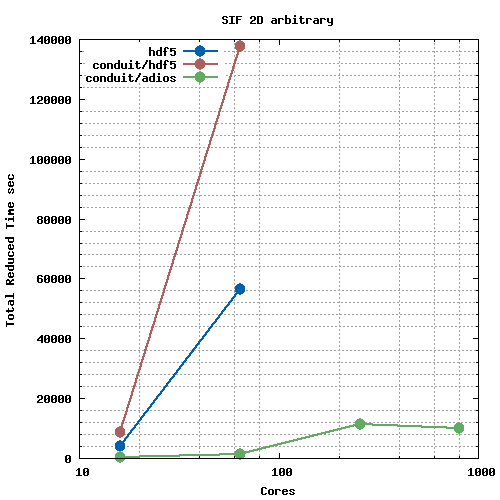 SIF 2D arbitrary
hdf5
conduit/hdf5
conduit/adios
140000
120000
100000
80000
60000
40000
20000
0
Total Reduced Time sec
10
100
1000
Cores